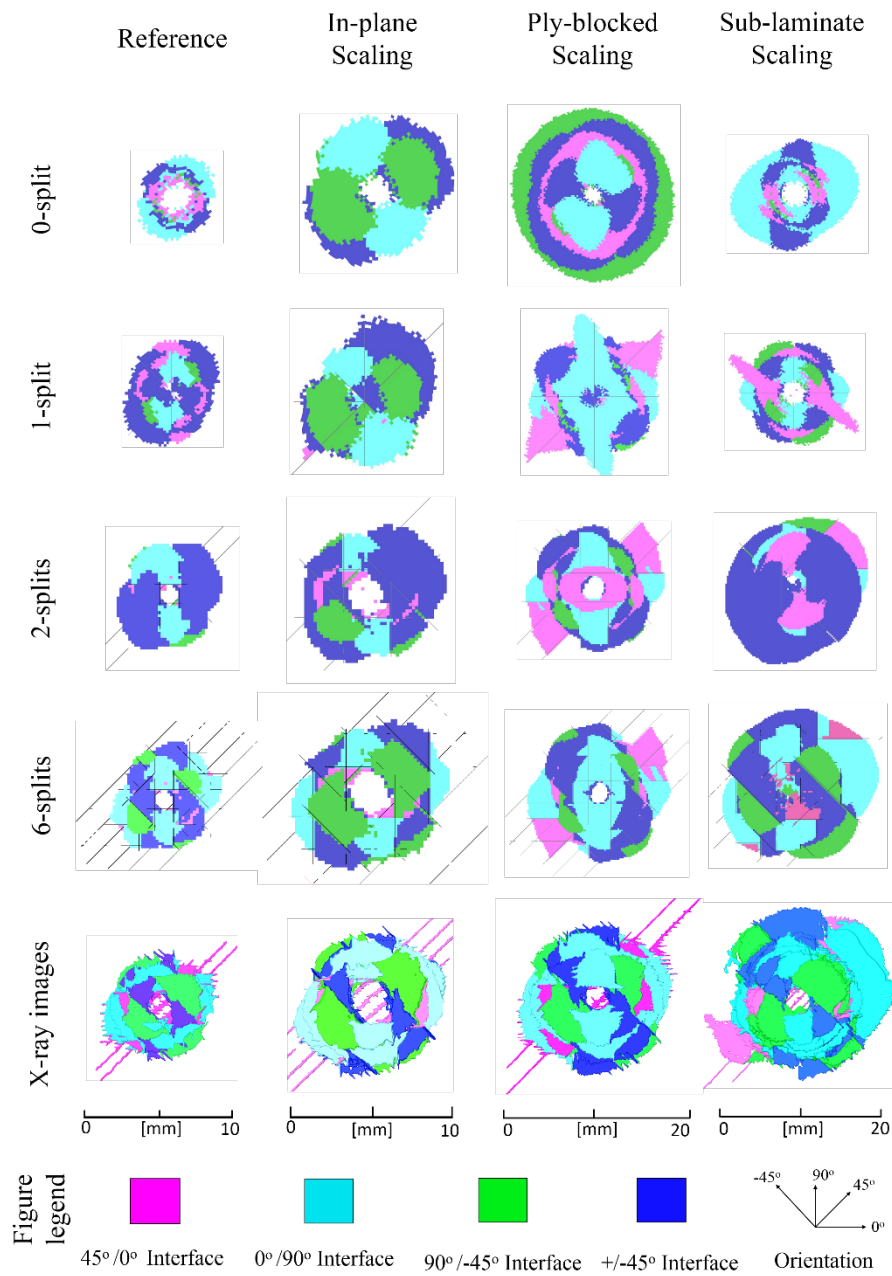 Reference
In-plane
Scaling
Ply-blocked
Scaling
Sub-laminate
Scaling
0-split
1-split
2-splits
6-splits
X-ray images
0 [mm] 10
0 [mm] 10
0 [mm] 20
0 [mm] 20
Figure
legend
-45° 90° 45° 0°
45°/0° Interface
0°/90° Interface
90°/-45° Interface
+/-45° Interface
Orientation